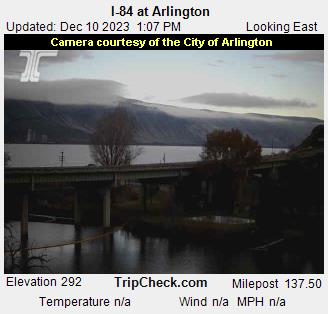 I-84 at Arlington
Updated: Dec 10 2023 1:07 PM Looking East
Camera courtesy of the City of Arlington
Elevation 292 TripCheck.com Milepost 137.50
Temperature n/a Wind n/a MPH n/a